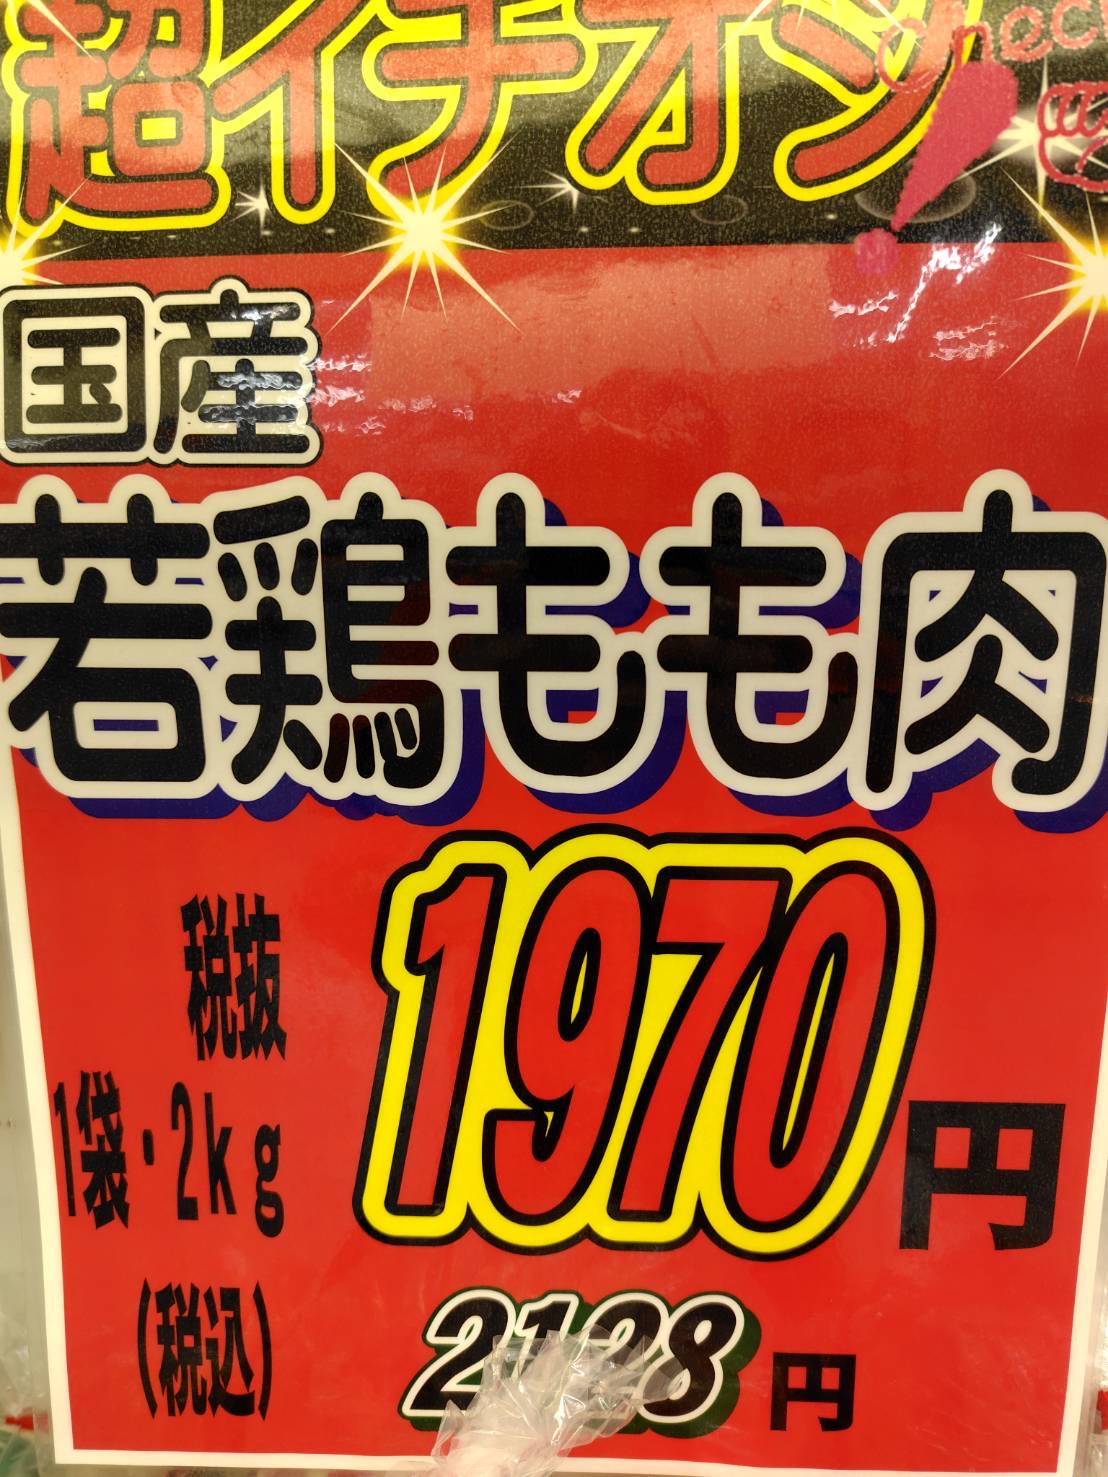 超イチオシ
Check
!
国産
若鶏もも肉
税抜
1袋・2kg
1970円
(税込)
2128円